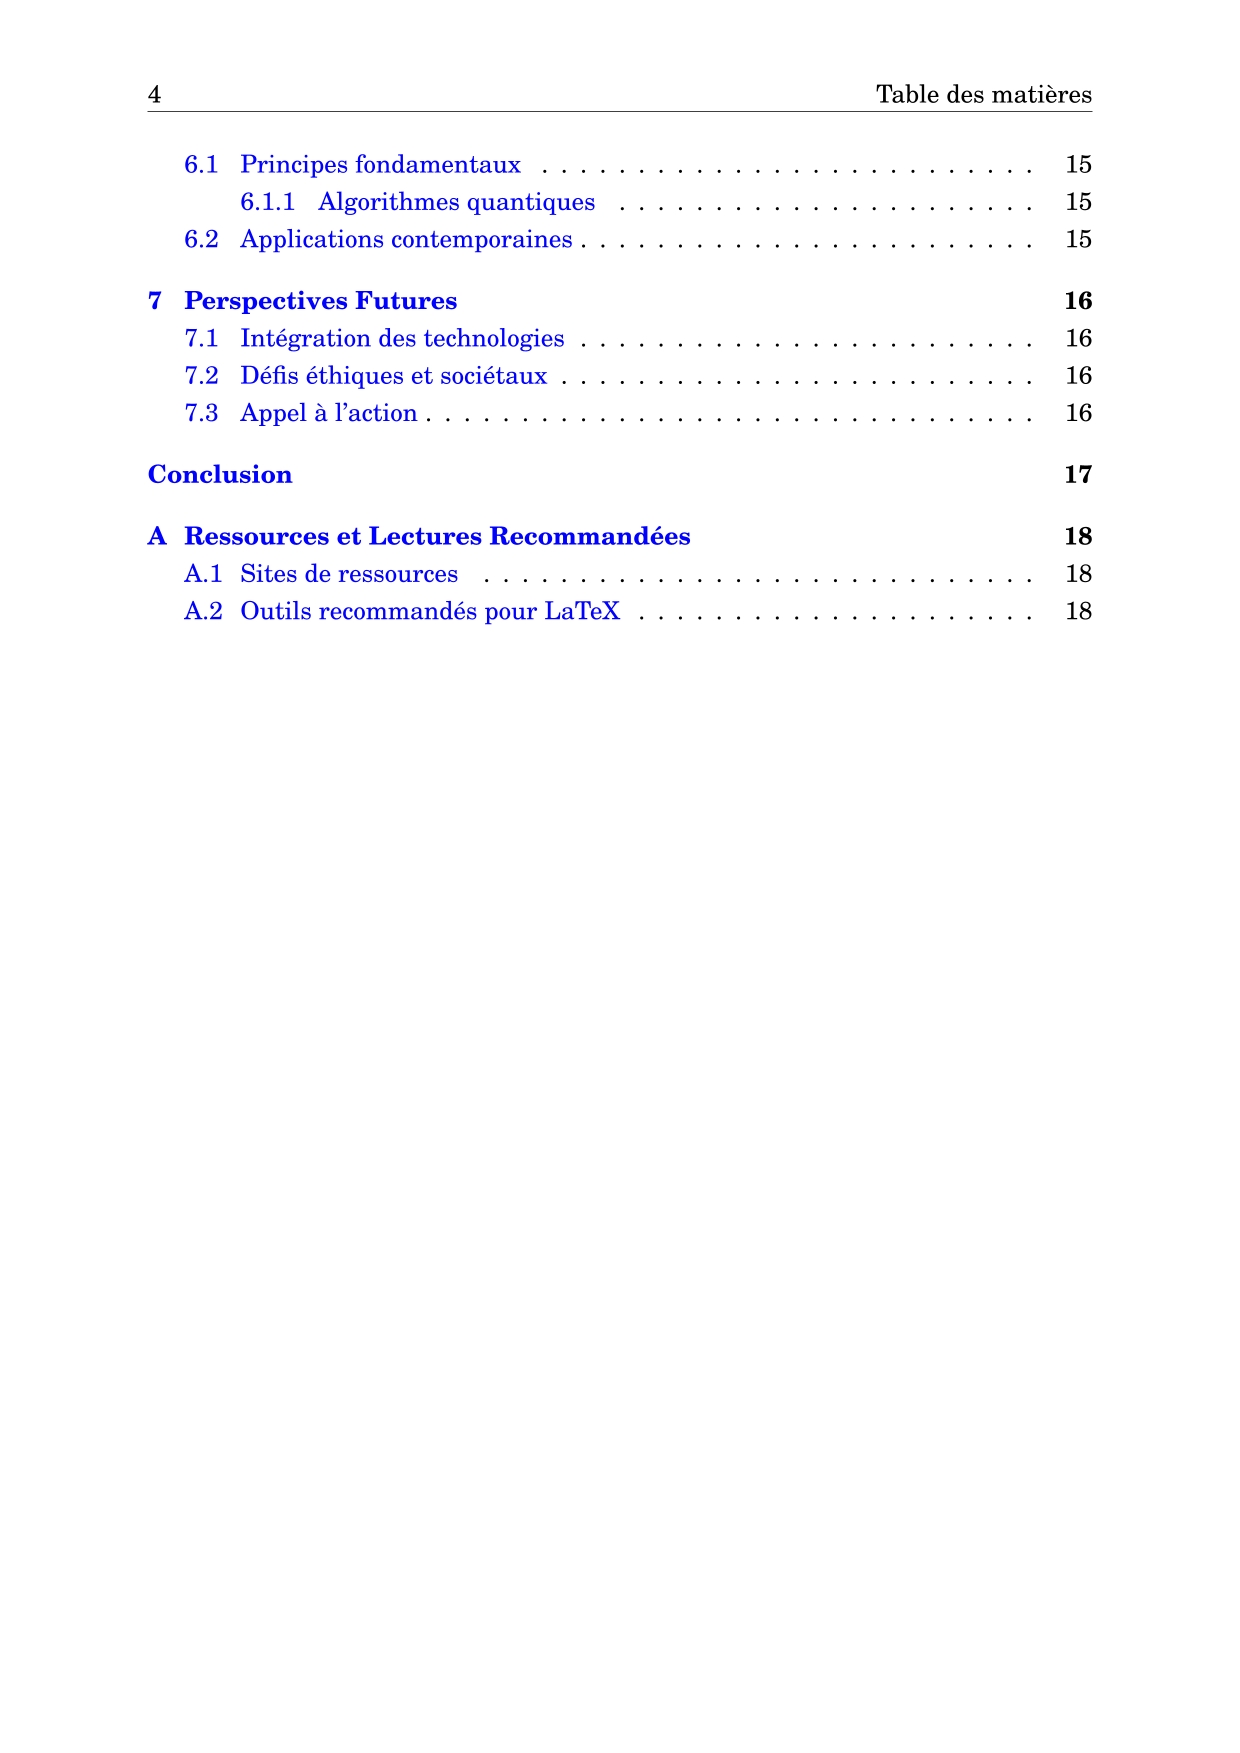 4 Table des matières
6.1 Principes fondamentaux . . . . . . . . . . . . . . . . . . . . . . . . . . 15
6.1.1 Algorithmes quantiques . . . . . . . . . . . . . . . . . . . . . . 15
6.2 Applications contemporaines . . . . . . . . . . . . . . . . . . . . . . . . 15
7 Perspectives Futures 16
7.1 Intégration des technologies . . . . . . . . . . . . . . . . . . . . . . . . 16
7.2 Défis éthiques et sociétaux . . . . . . . . . . . . . . . . . . . . . . . . . 16
7.3 Appel à l'action . . . . . . . . . . . . . . . . . . . . . . . . . . . . . . . . 16
Conclusion 17
A Ressources et Lectures Recommandées 18
A.1 Sites de ressources . . . . . . . . . . . . . . . . . . . . . . . . . . . . . 18
A.2 Outils recommandés pour LaTeX . . . . . . . . . . . . . . . . . . . . . 18